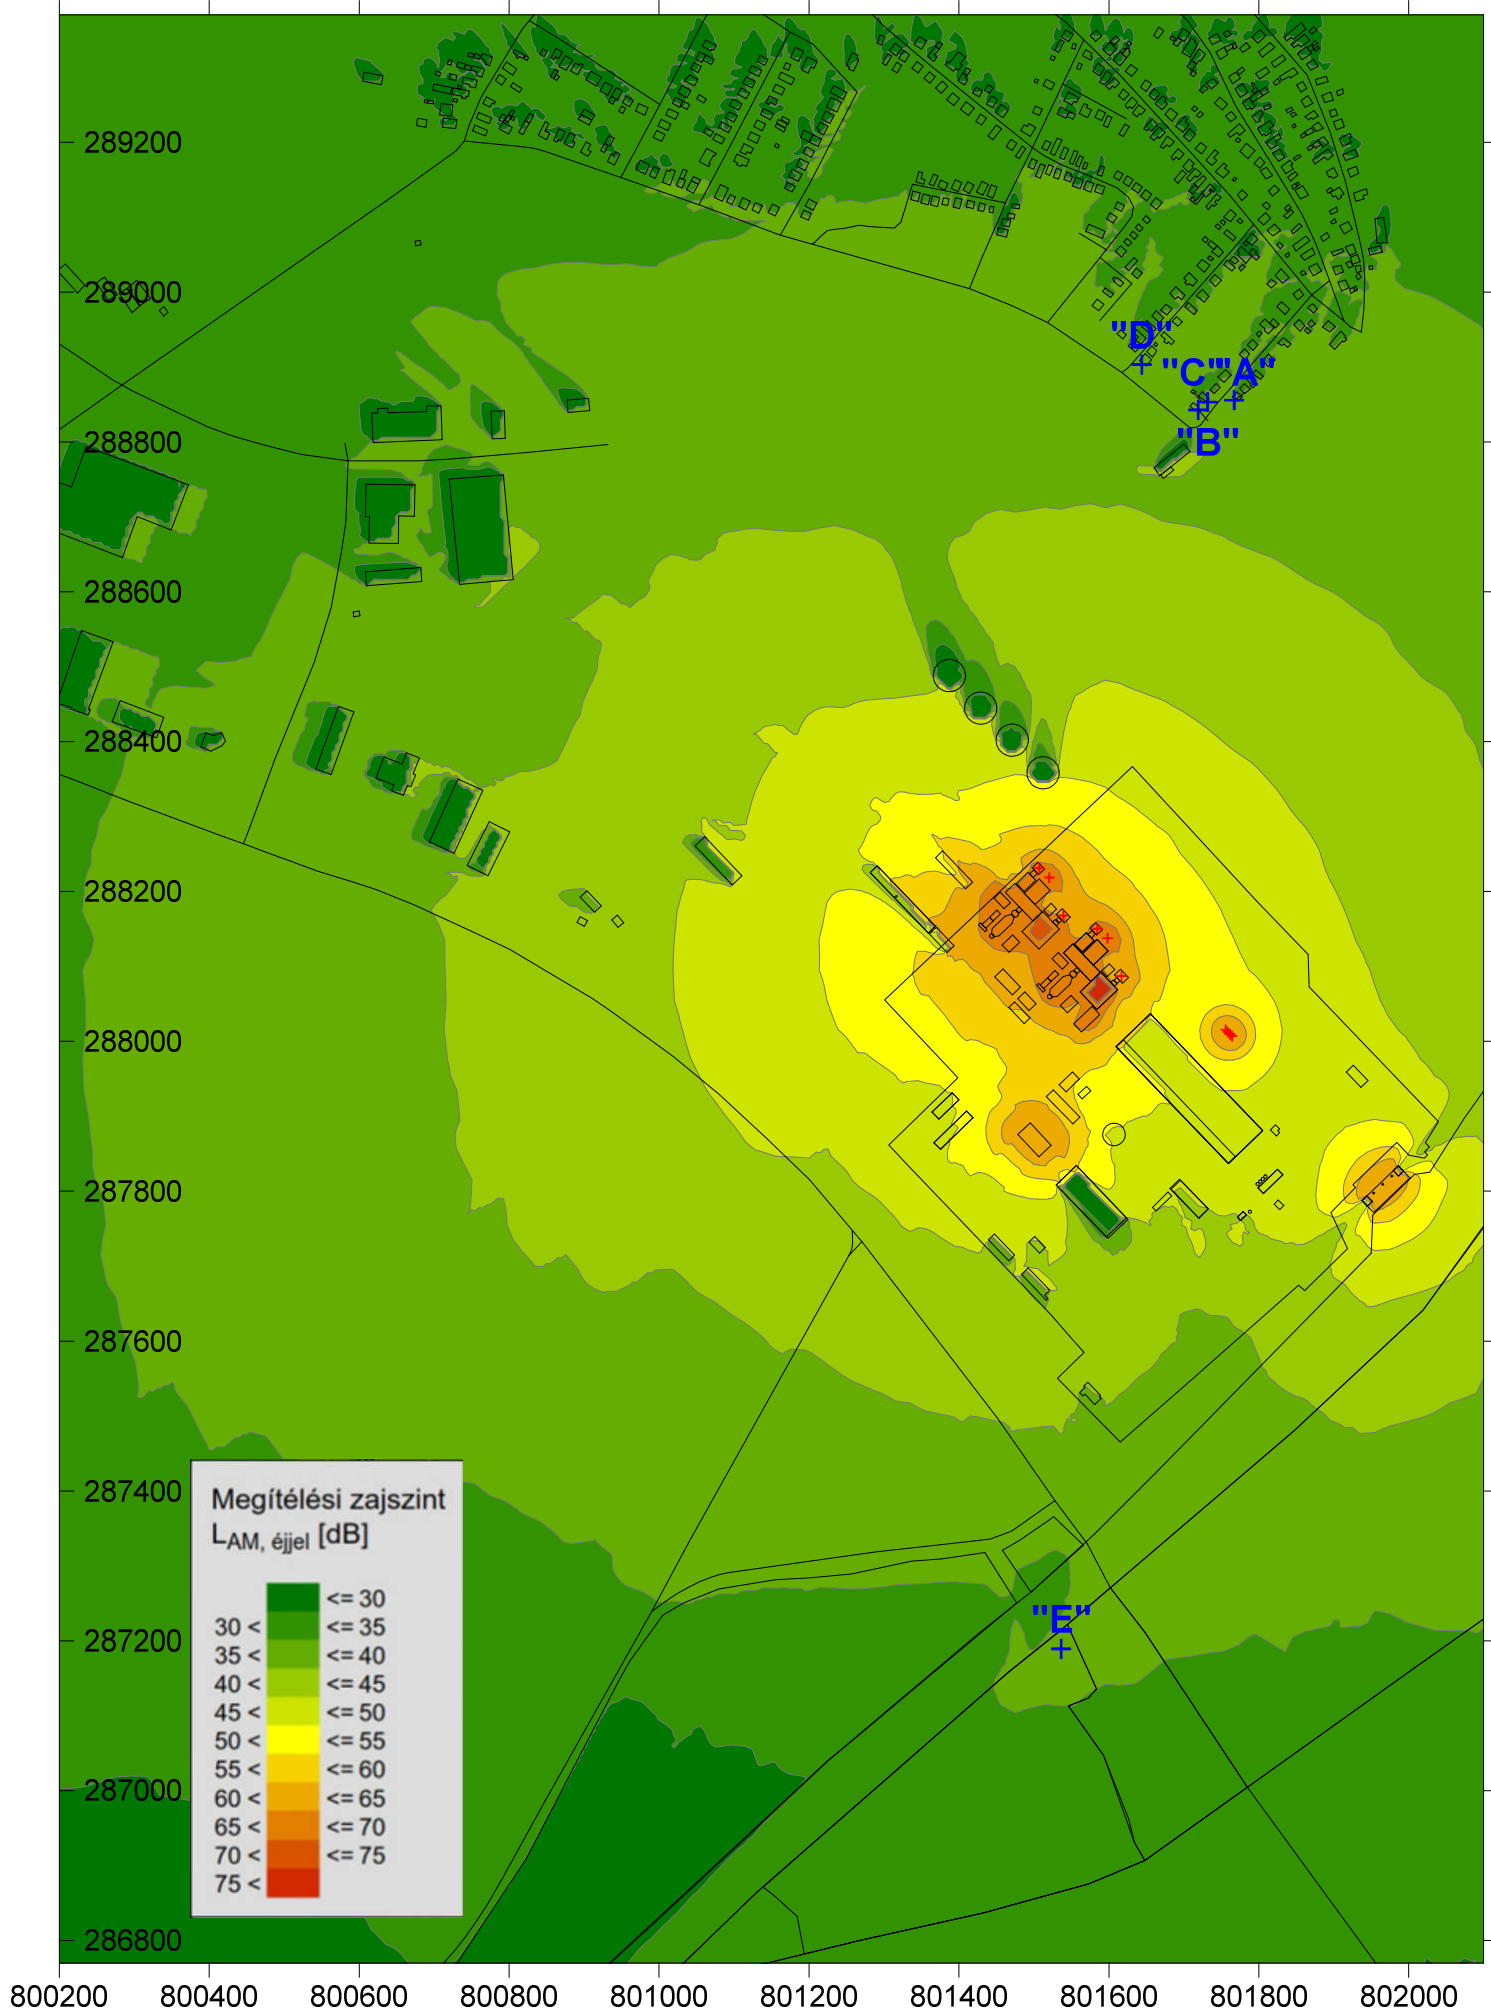 289200
289000
"D"
"C"
"A"
288800
"B"
288600
288400
288200
288000
287800
287600
287400
Megítélési zajszint
LAM, éjjel [dB]
<= 30
30 < <= 35
35 < <= 40
40 < <= 45
45 < <= 50
50 < <= 55
55 < <= 60
60 < <= 65
65 < <= 70
70 < <= 75
75 <
"E"
287200
287000
286800
800200 800400 800600 800800 801000 801200 801400 801600 801800 802000